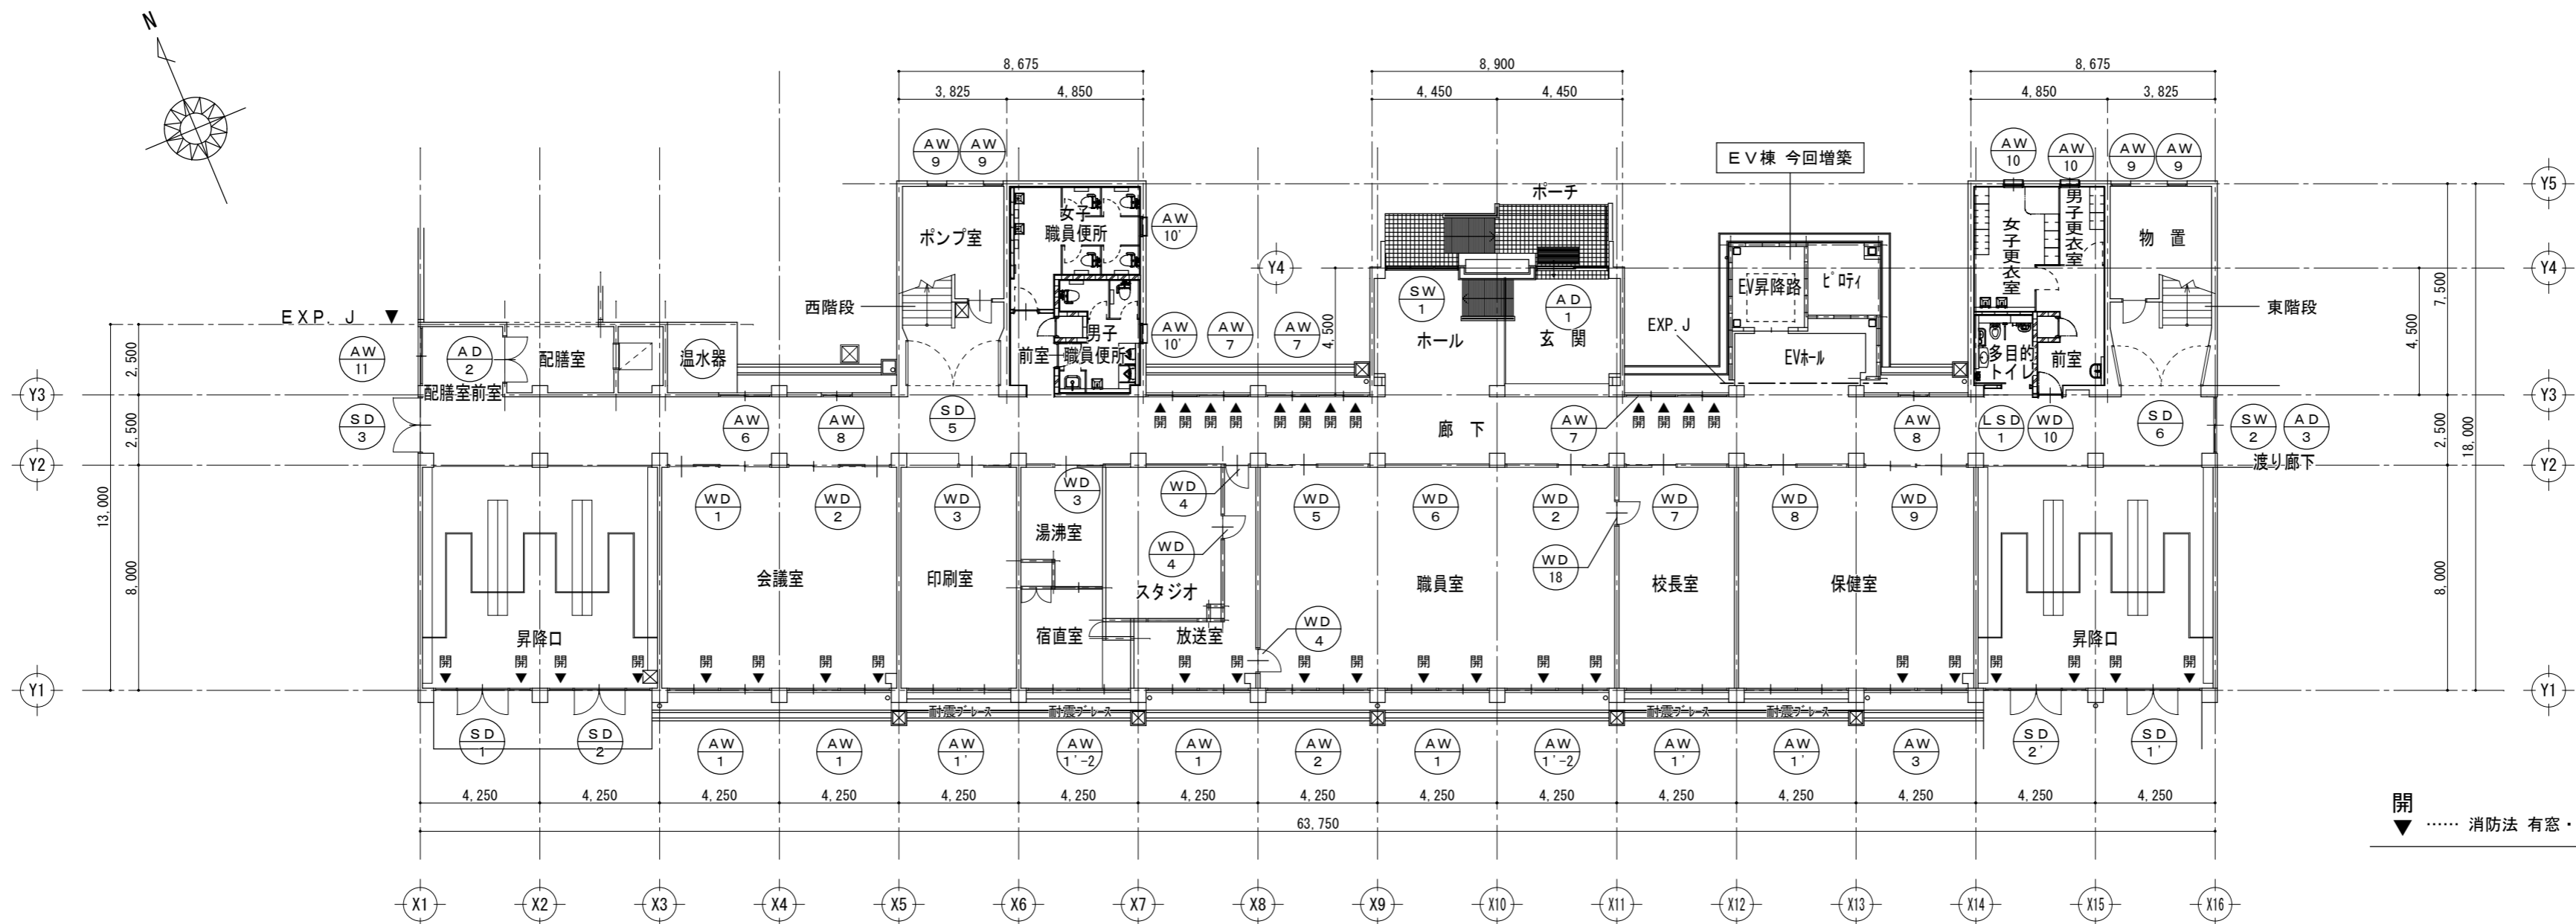 N
8,675
8,900
8,675
3,825 4,850
4,450 4,450
4,850 3,825
AW 9
AW 9
EV棟 今回増築
AW 10
AW 10
AW 9
AW 9
Y5
Y5
ポーチ
女子
職員便所
AW 10'
ポンプ室
女子更衣室
男子更衣室
物 置
Y4
Y4
Y4
EV昇降路
ピロティ
SW 1
AD 1
西階段
東階段
EXP. J ▼
7,500
4,500
4,500
18,000
2,500
AW 11
AD 2
配膳室
温水器
前室
男子
職員便所
AW 10'
AW 7
AW 7
ホール
玄 関
EXP.J
EVホール
多目的
トイレ
前室
配膳室前室
Y3
Y3
SD 3
AW 6
AW 8
SD 5
開 開 開 開
開 開 開 開
廊 下
AW 7
開 開 開 開
AW 8
LSD 1
WD 10
SD 6
SW 2
AD 3
2,500
2,500
渡り廊下
Y2
Y2
13,000
8,000
8,000
WD 1
WD 2
WD 3
WD 3
WD 4
WD 5
WD 6
WD 2
WD 7
WD 8
WD 9
湯沸室
WD 4
WD 18
会議室
印刷室
スタジオ
職員室
校長室
保健室
昇降口
宿直室
放送室
WD 4
昇降口
開 開 開 開
開 開 開 開
開 開 開 開 開 開 開 開
開 開 開 開 開 開
Y1
Y1
耐震ブレース
耐震ブレース
耐震ブレース
耐震ブレース
SD 1
SD 2
AW 1
AW 1
AW 1'
AW 1'-2
AW 1
AW 2
AW 1
AW 1'-2
AW 1'
AW 1'
AW 3
SD 2'
SD 1'
4,250 4,250 4,250 4,250 4,250 4,250 4,250 4,250 4,250 4,250 4,250 4,250 4,250 4,250 4,250
63,750
開
▼ …… 消防法 有窓・
X1 X2 X3 X4 X5 X6 X7 X8 X9 X10 X11 X12 X13 X14 X15 X16